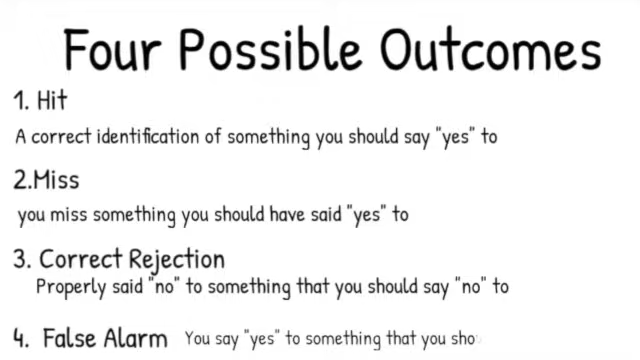 Four Possible Outcomes
1. Hit
A correct identification of something you should say "yes" to
2.Miss
you miss something you should have said "yes" to
3. Correct Rejection
Properly said "no" to something that you should say "no" to
4. False Alarm You say "yes" to something that you sho